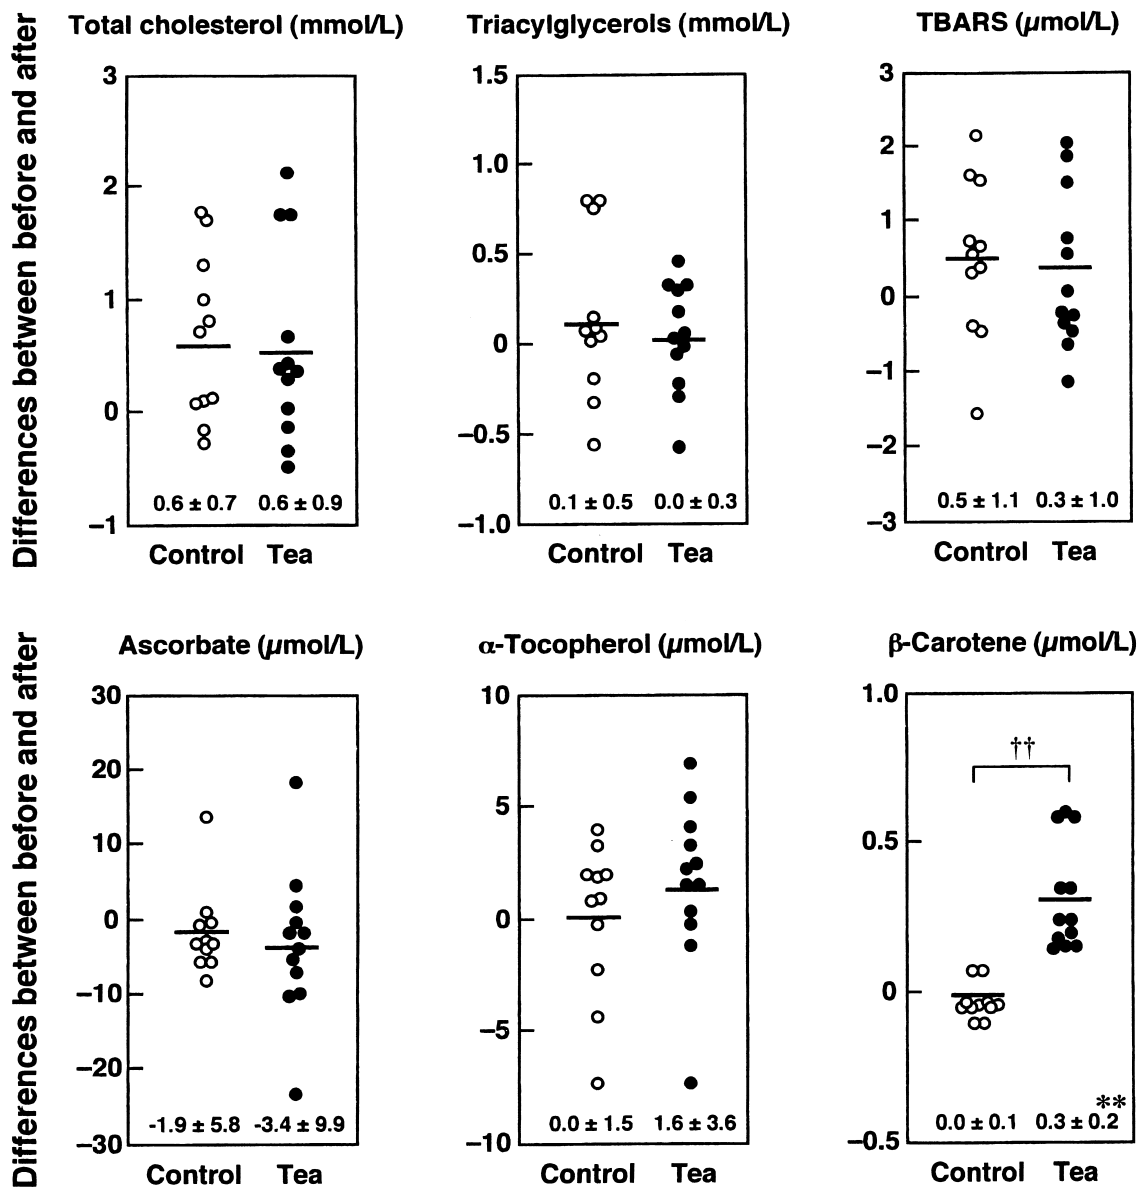 Differences between before and after
Total cholesterol (mmol/L)
3
2
1
0
–1
0.6 ± 0.7 0.6 ± 0.9
Control Tea
Triacylglycerols (mmol/L)
1.5
1.0
0.5
0
–0.5
–1.0
0.1 ± 0.5 0.0 ± 0.3
Control Tea
TBARS (µmol/L)
3
2
1
0
–1
–2
–3
0.5 ± 1.1 0.3 ± 1.0
Control Tea
Differences between before and after
Ascorbate (µmol/L)
30
20
10
0
–10
–20
–30
-1.9 ± 5.8 -3.4 ± 9.9
Control Tea
α-Tocopherol (µmol/L)
10
5
0
–5
–10
0.0 ± 1.5 1.6 ± 3.6
Control Tea
β-Carotene (µmol/L)
1.0
††
0.5
0
**
–0.5
0.0 ± 0.1 0.3 ± 0.2
Control Tea